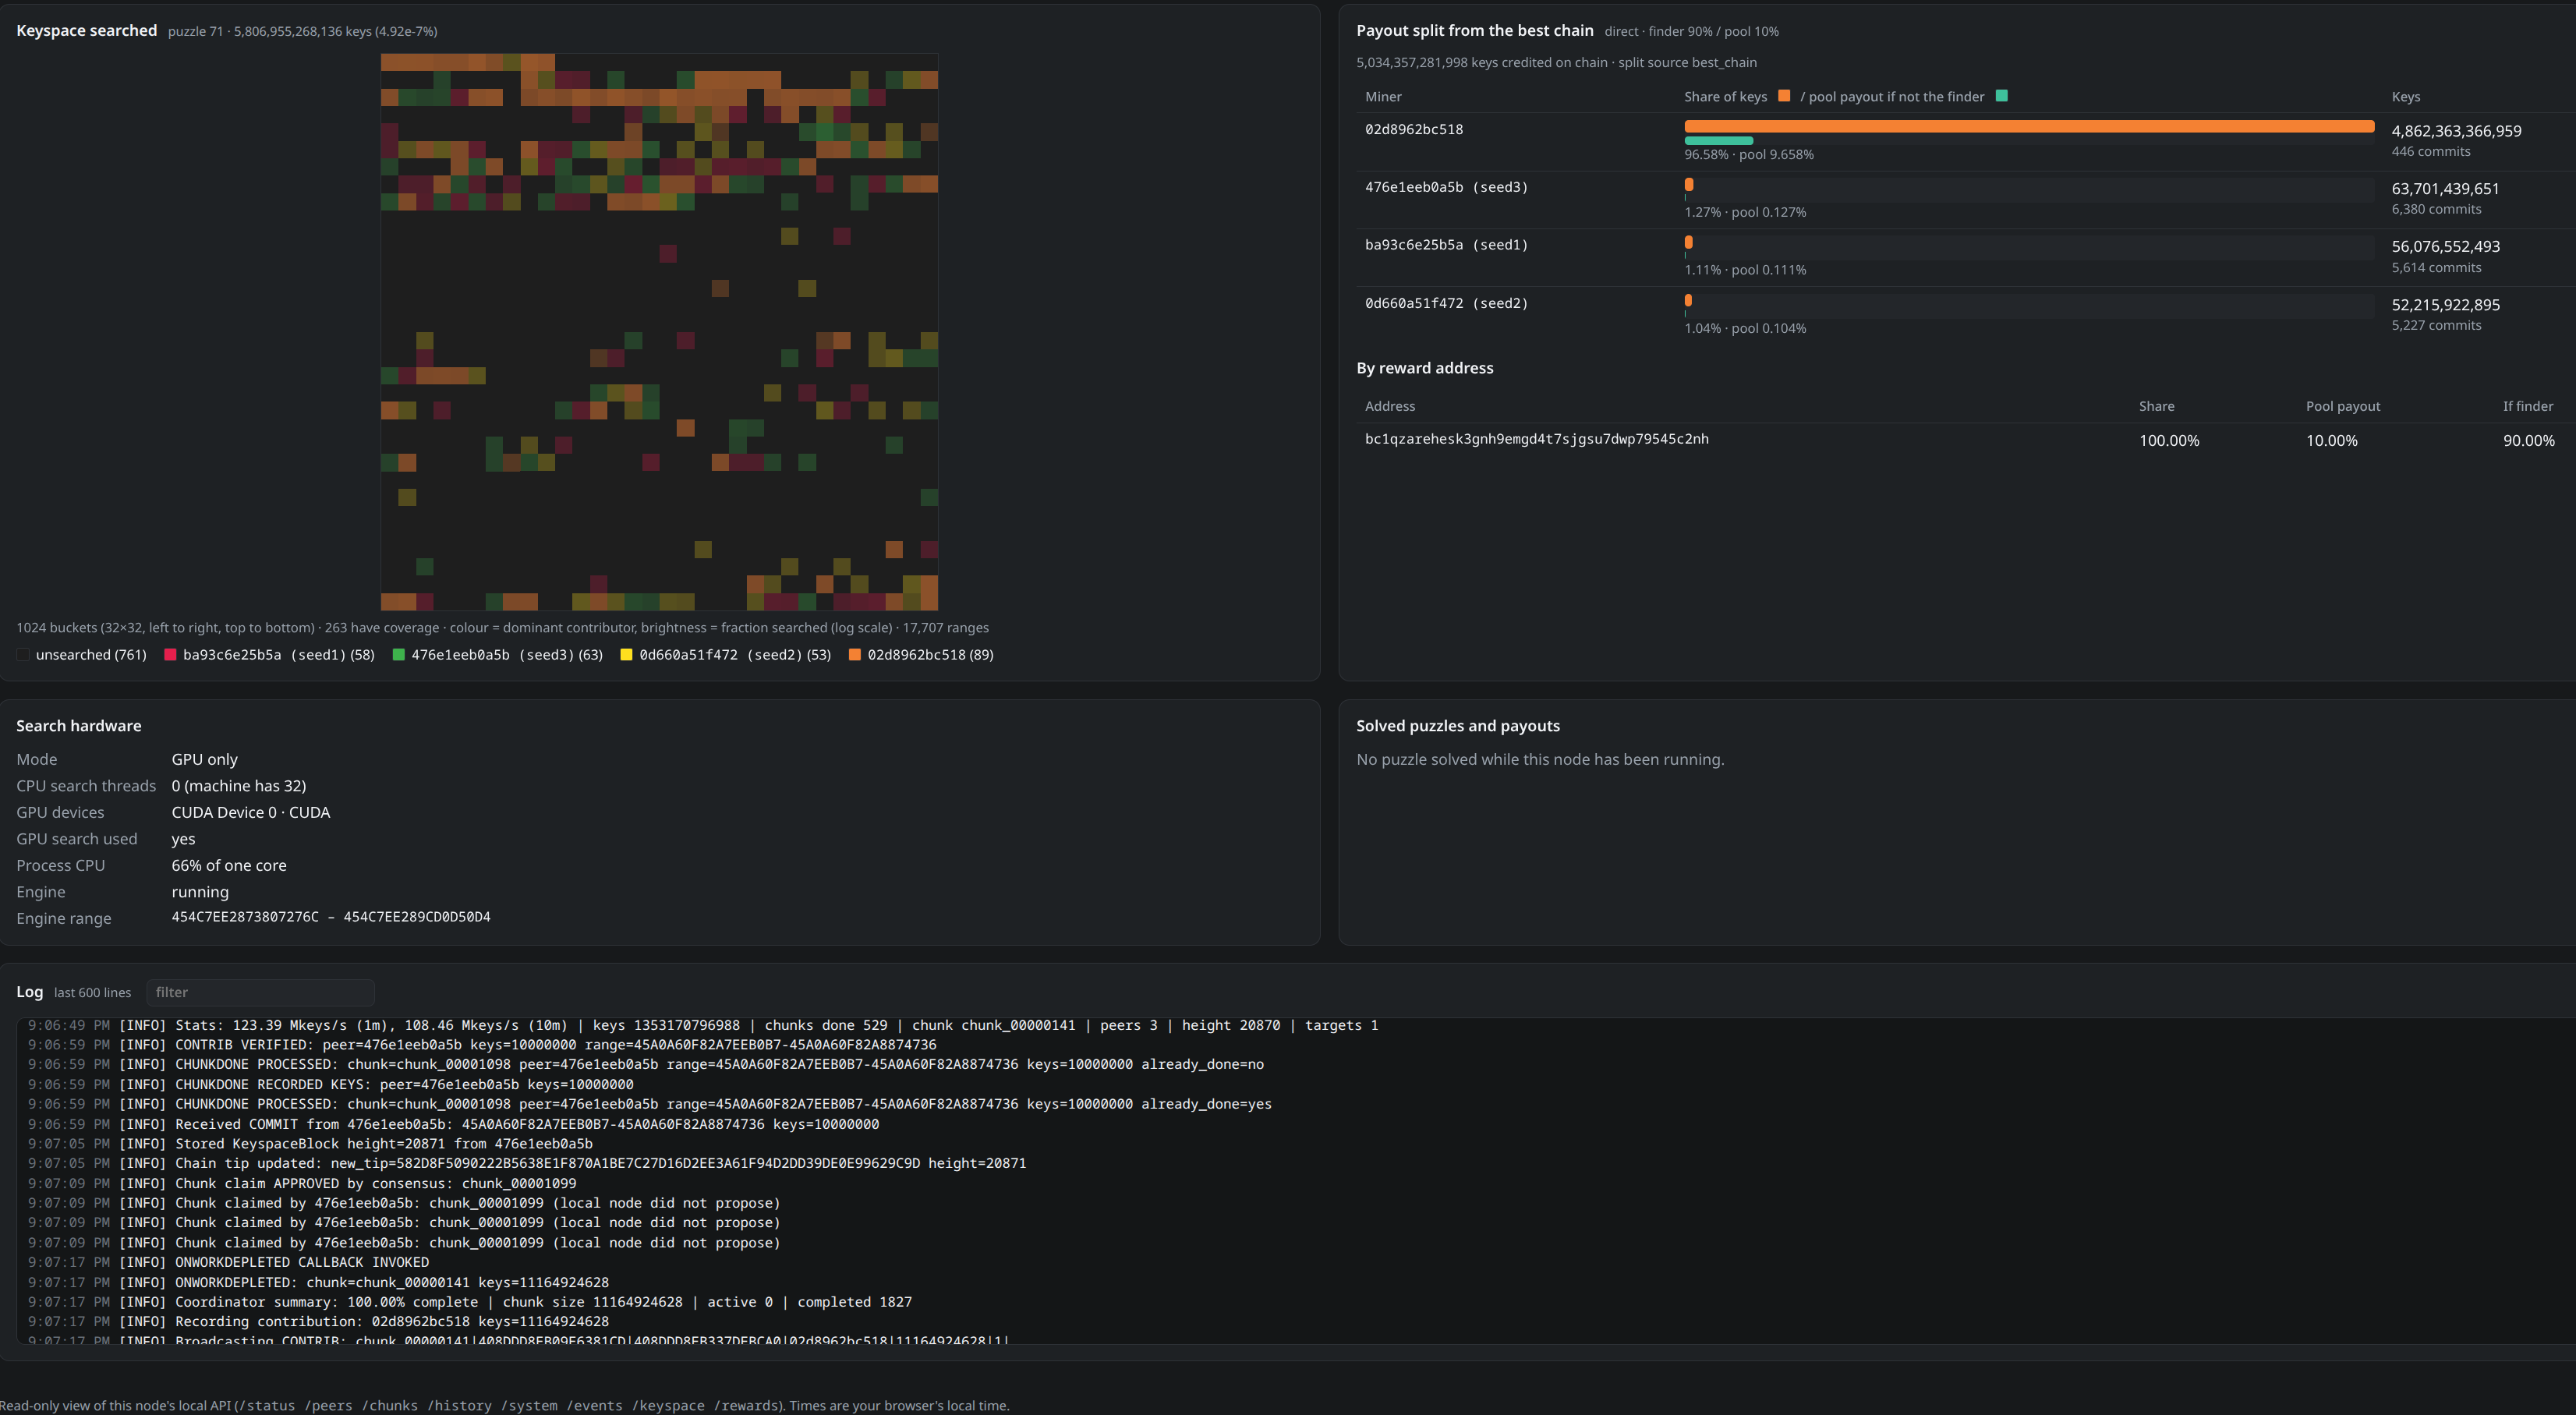 Keyspace searched puzzle 71 · 5,806,955,268,136 keys (4.92e-7%)
1024 buckets (32×32, left to right, top to bottom) · 263 have coverage · colour = dominant contributor, brightness = fraction searched (log scale) · 17,707 ranges
unsearched (761) ba93c6e25b5a (seed1) (58) 476e1eeb0a5b (seed3) (63) 0d660a51f472 (seed2) (53) 02d8962bc518 (89)
Payout split from the best chain direct · finder 90% / pool 10%
5,034,357,281,998 keys credited on chain · split source best_chain
Miner Share of keys / pool payout if not the finder Keys
02d8962bc518 4,862,363,366,959
96.58% · pool 9.658% 446 commits
476e1eeb0a5b (seed3) 63,701,439,651
1.27% · pool 0.127% 6,380 commits
ba93c6e25b5a (seed1) 56,076,552,493
1.11% · pool 0.111% 5,614 commits
0d660a51f472 (seed2) 52,215,922,895
1.04% · pool 0.104% 5,227 commits
By reward address
Address Share Pool payout If finder
bc1qzarehesk3gnh9emgd4t7sjgsu7dwp79545c2nh 100.00% 10.00% 90.00%
Search hardware
Mode GPU only
CPU search threads 0 (machine has 32)
GPU devices CUDA Device 0 · CUDA
GPU search used yes
Process CPU 66% of one core
Engine running
Engine range 454C7EE2873807276C – 454C7EE289CD0D50D4
Solved puzzles and payouts
No puzzle solved while this node has been running.
Log last 600 lines filter
9:06:49 PM [INFO] Stats: 123.39 Mkeys/s (1m), 108.46 Mkeys/s (10m) | keys 1353170796988 | chunks done 529 | chunk chunk_00000141 | peers 3 | height 20870 | targets 1
9:06:59 PM [INFO] CONTRIB VERIFIED: peer=476e1eeb0a5b keys=10000000 range=45A0A60F82A7EEB0B7-45A0A60F82A8874736
9:06:59 PM [INFO] CHUNKDONE PROCESSED: chunk=chunk_00001098 peer=476e1eeb0a5b range=45A0A60F82A7EEB0B7-45A0A60F82A8874736 keys=10000000 already_done=no
9:06:59 PM [INFO] CHUNKDONE RECORDED KEYS: peer=476e1eeb0a5b keys=10000000
9:06:59 PM [INFO] CHUNKDONE PROCESSED: chunk=chunk_00001098 peer=476e1eeb0a5b range=45A0A60F82A7EEB0B7-45A0A60F82A8874736 keys=10000000 already_done=yes
9:06:59 PM [INFO] Received COMMIT from 476e1eeb0a5b: 45A0A60F82A7EEB0B7-45A0A60F82A8874736 keys=10000000
9:07:05 PM [INFO] Stored KeyspaceBlock height=20871 from 476e1eeb0a5b
9:07:05 PM [INFO] Chain tip updated: new_tip=582D8F5090222B5638E1F870A1BE7C27D16D2EE3A61F94D2DD39DE0E99629C9D height=20871
9:07:09 PM [INFO] Chunk claim APPROVED by consensus: chunk_00001099
9:07:09 PM [INFO] Chunk claimed by 476e1eeb0a5b: chunk_00001099 (local node did not propose)
9:07:09 PM [INFO] Chunk claimed by 476e1eeb0a5b: chunk_00001099 (local node did not propose)
9:07:09 PM [INFO] Chunk claimed by 476e1eeb0a5b: chunk_00001099 (local node did not propose)
9:07:17 PM [INFO] ONWORKDEPLETED CALLBACK INVOKED
9:07:17 PM [INFO] ONWORKDEPLETED: chunk=chunk_00000141 keys=11164924628
9:07:17 PM [INFO] Coordinator summary: 100.00% complete | chunk size 11164924628 | active 0 | completed 1827
9:07:17 PM [INFO] Recording contribution: 02d8962bc518 keys=11164924628
9:07:17 PM [INFO] Broadcasting CONTRIB: chunk_00000141|408DDD8EB09E6381CD|408DDD8EB337DEBCA0|02d8962bc518|11164924628|1|
Read-only view of this node's local API (/status /peers /chunks /history /system /events /keyspace /rewards). Times are your browser's local time.